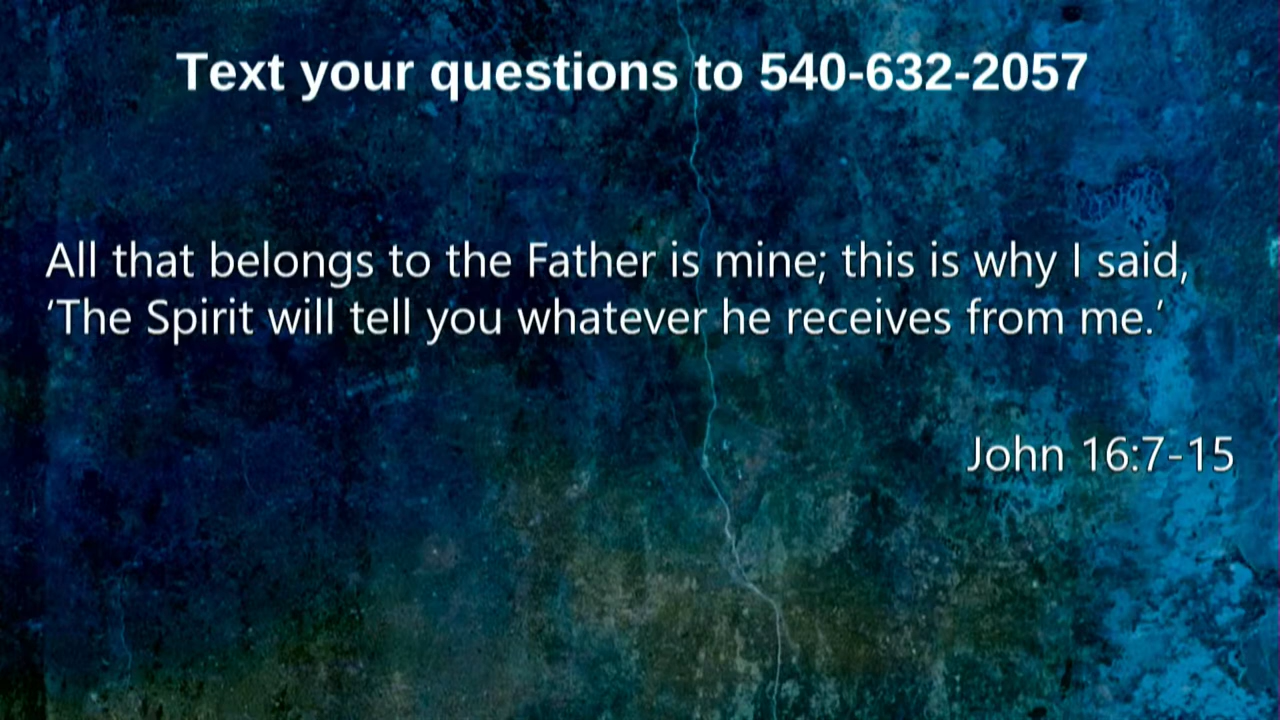 Text your questions to 540-632-2057
All that belongs to the Father is mine; this is why I said,
‘The Spirit will tell you whatever he receives from me.’
John 16:7-15